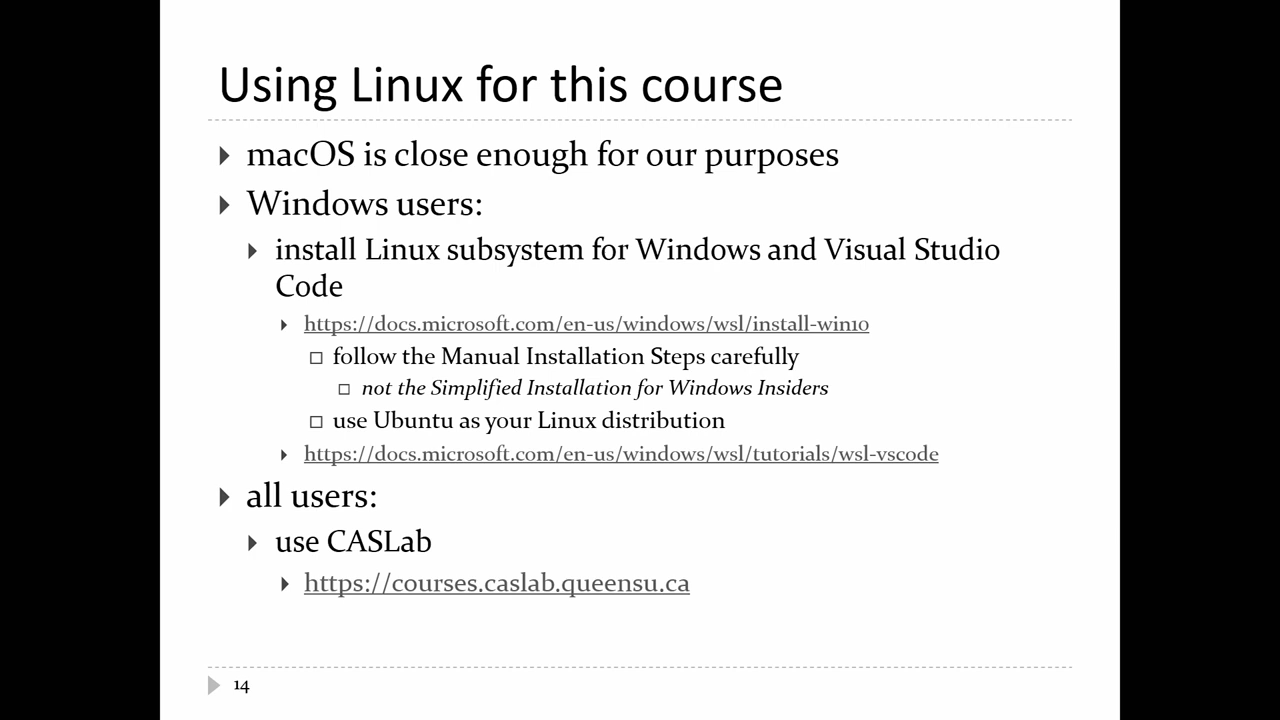 Using Linux for this course
macOS is close enough for our purposes
Windows users:
install Linux subsystem for Windows and Visual Studio
Code
https://docs.microsoft.com/en-us/windows/wsl/install-win10
follow the Manual Installation Steps carefully
not the Simplified Installation for Windows Insiders
use Ubuntu as your Linux distribution
https://docs.microsoft.com/en-us/windows/wsl/tutorials/wsl-vscode
all users:
use CASLab
https://courses.caslab.queensu.ca
14